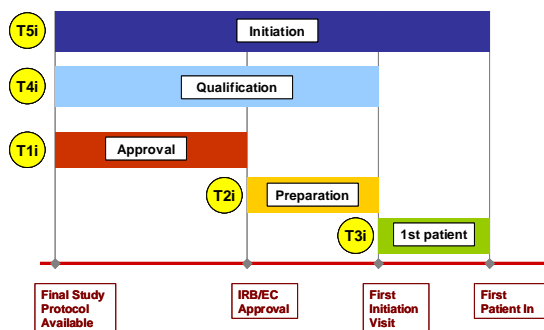 T5i
Initiation
T4i
Qualification
T1i
Approval
T2i
Preparation
T3i
1st patient
Final Study
Protocol
Available
IRB/EC
Approval
First
Initiation
Visit
First
Patient In